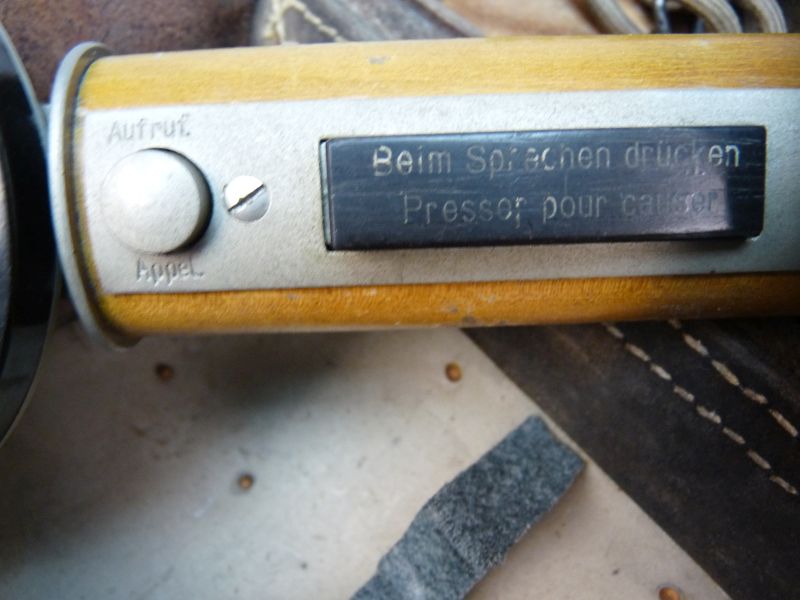 Aufruf.
Appel.
Beim Sprechen drücken
Presser pour causer